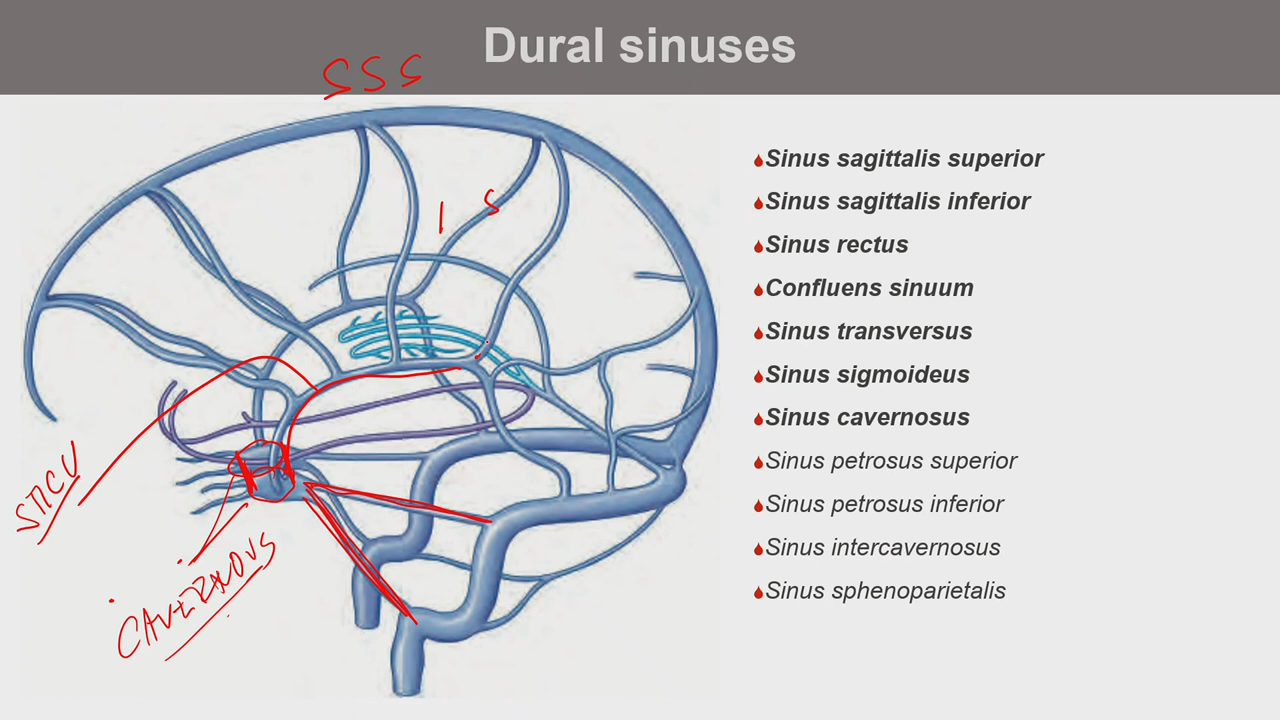 Dural sinuses
SSS
I S
SMCV
CAVERNOUS
Sinus sagittalis superior
Sinus sagittalis inferior
Sinus rectus
Confluens sinuum
Sinus transversus
Sinus sigmoideus
Sinus cavernosus
Sinus petrosus superior
Sinus petrosus inferior
Sinus intercavernosus
Sinus sphenoparietalis